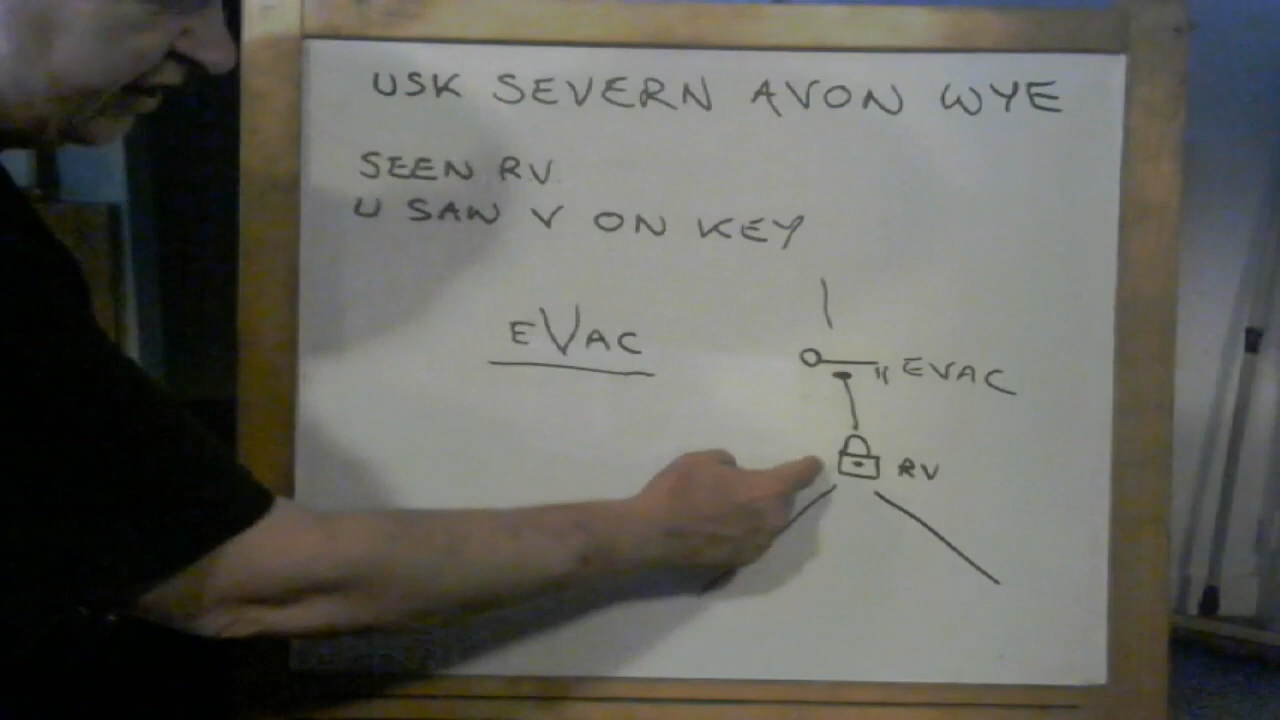 USK SEVERN AVON WYE
SEEN RV
U SAW V ON KEY
EVAC
EVAC
RV